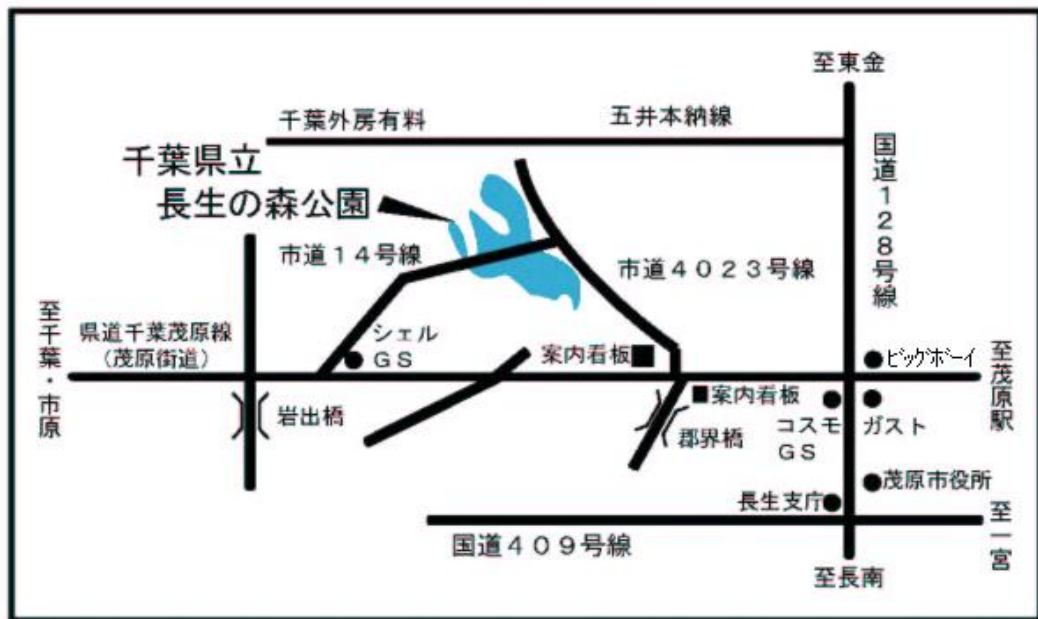 至東金
千葉外房有料
五井本納線
千葉県立
長生の森公園
国道128号線
市道14号線
市道4023号線
至千葉・市原
県道千葉茂原線
(茂原街道)
シェル
GS
案内看板
ビッグボーイ
至茂原駅
岩出橋
案内看板
郡界橋
コスモ
GS
ガスト
茂原市役所
長生支庁
至一宮
国道409号線
至長南